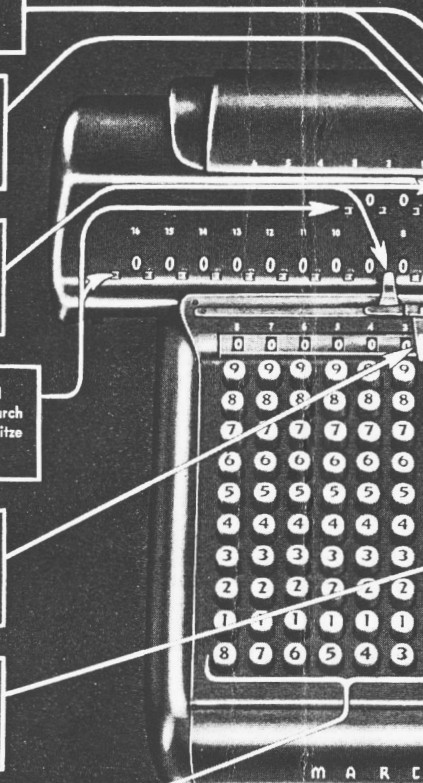 urch
itze
0 0
16 15 14 13 12 11 10 8
0 0 0 0 0 0 0 0 0
8 7 6 5 4 3
0 0 0 0 0 0
9 9 9 9 9 9
8 8 8 8 8 8
7 7 7 7 7 7
6 6 6 6 6 6
5 5 5 5 5 5
4 4 4 4 4 4
3 3 3 3 3 3
2 2 2 2 2 2
1 1 1 1 1 1
8 7 6 5 4 3
M A R C